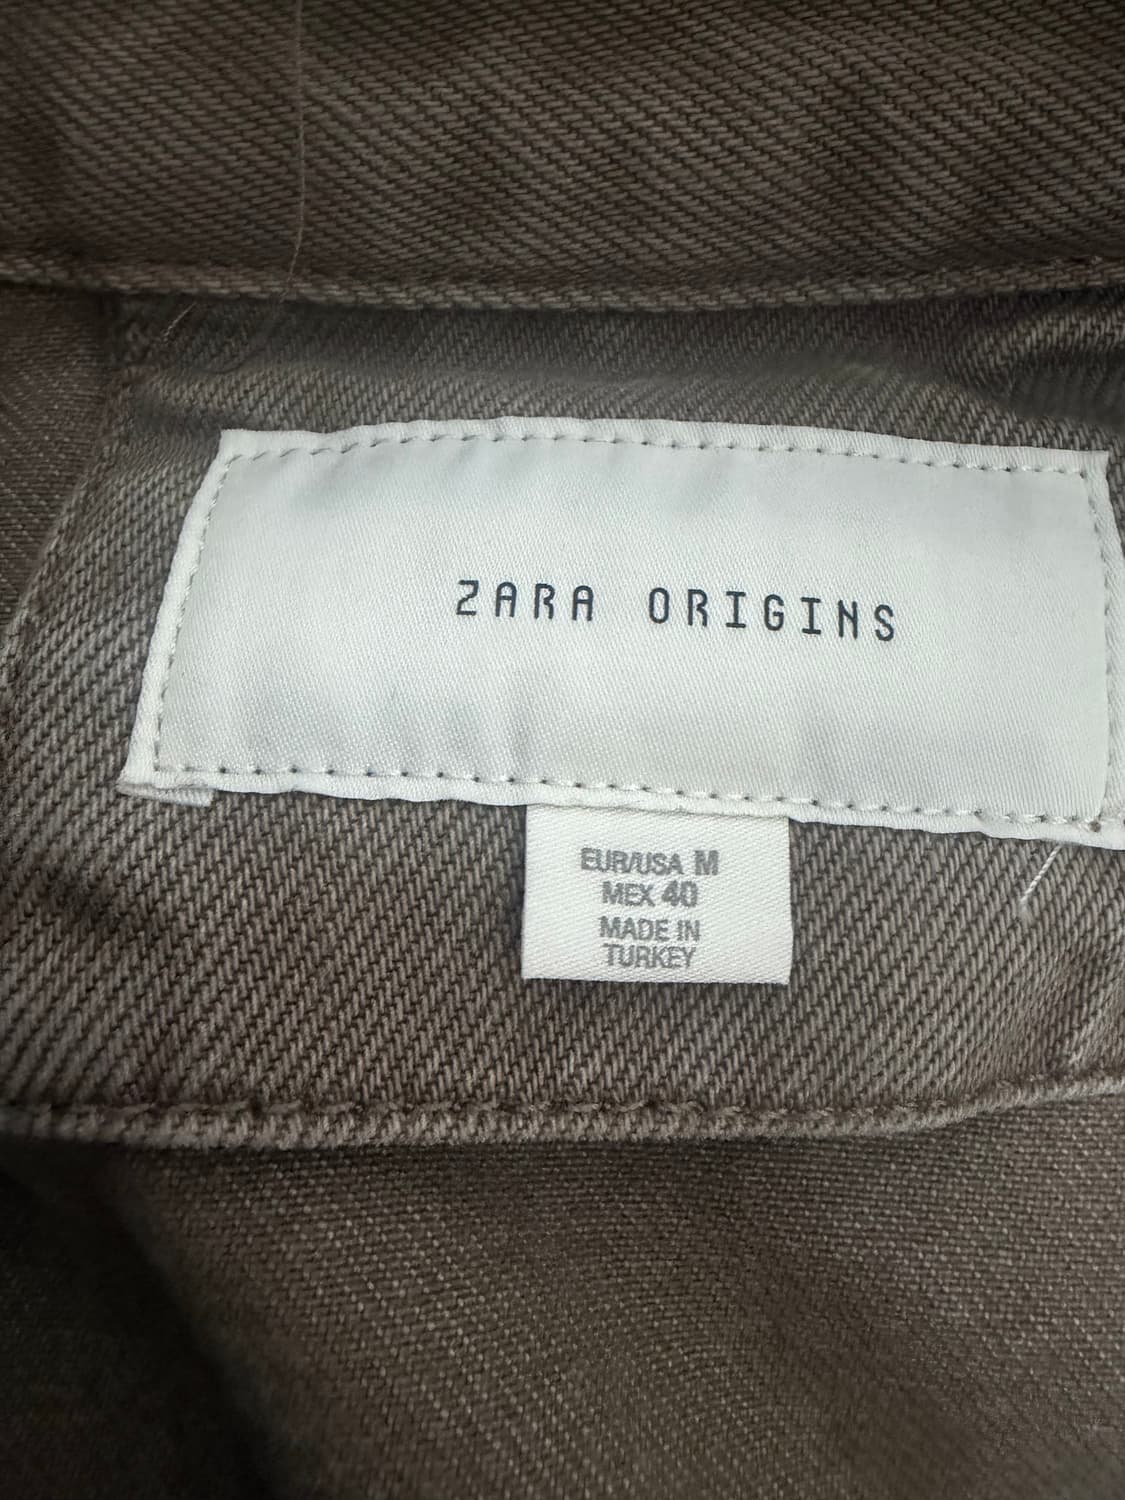 ZARA ORIGINS
EUR/USA M
MEX 40
MADE IN
TURKEY